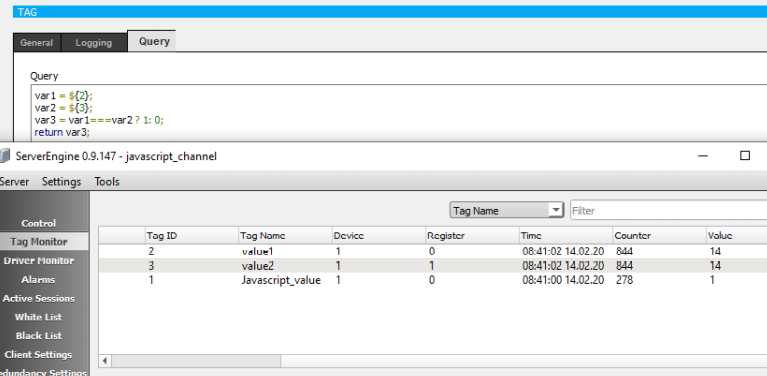 TAG
General Logging Query
Query
var1 = ${2};
var2 = ${3};
var3 = var1===var2 ? 1: 0;
return var3;
ServerEngine 0.9.147 - javascript_channel
Server Settings Tools
Tag Name Filter
Control
Tag ID Tag Name Device Register Time Counter Value
Tag Monitor
2 value1 1 0 08:41:02 14.02.20 844 14
Driver Monitor
3 value2 1 1 08:41:02 14.02.20 844 14
Alarms
1 Javascript_value 1 0 08:41:00 14.02.20 278 1
Active Sessions
White List
Black List
Client Settings
edundancy Settings